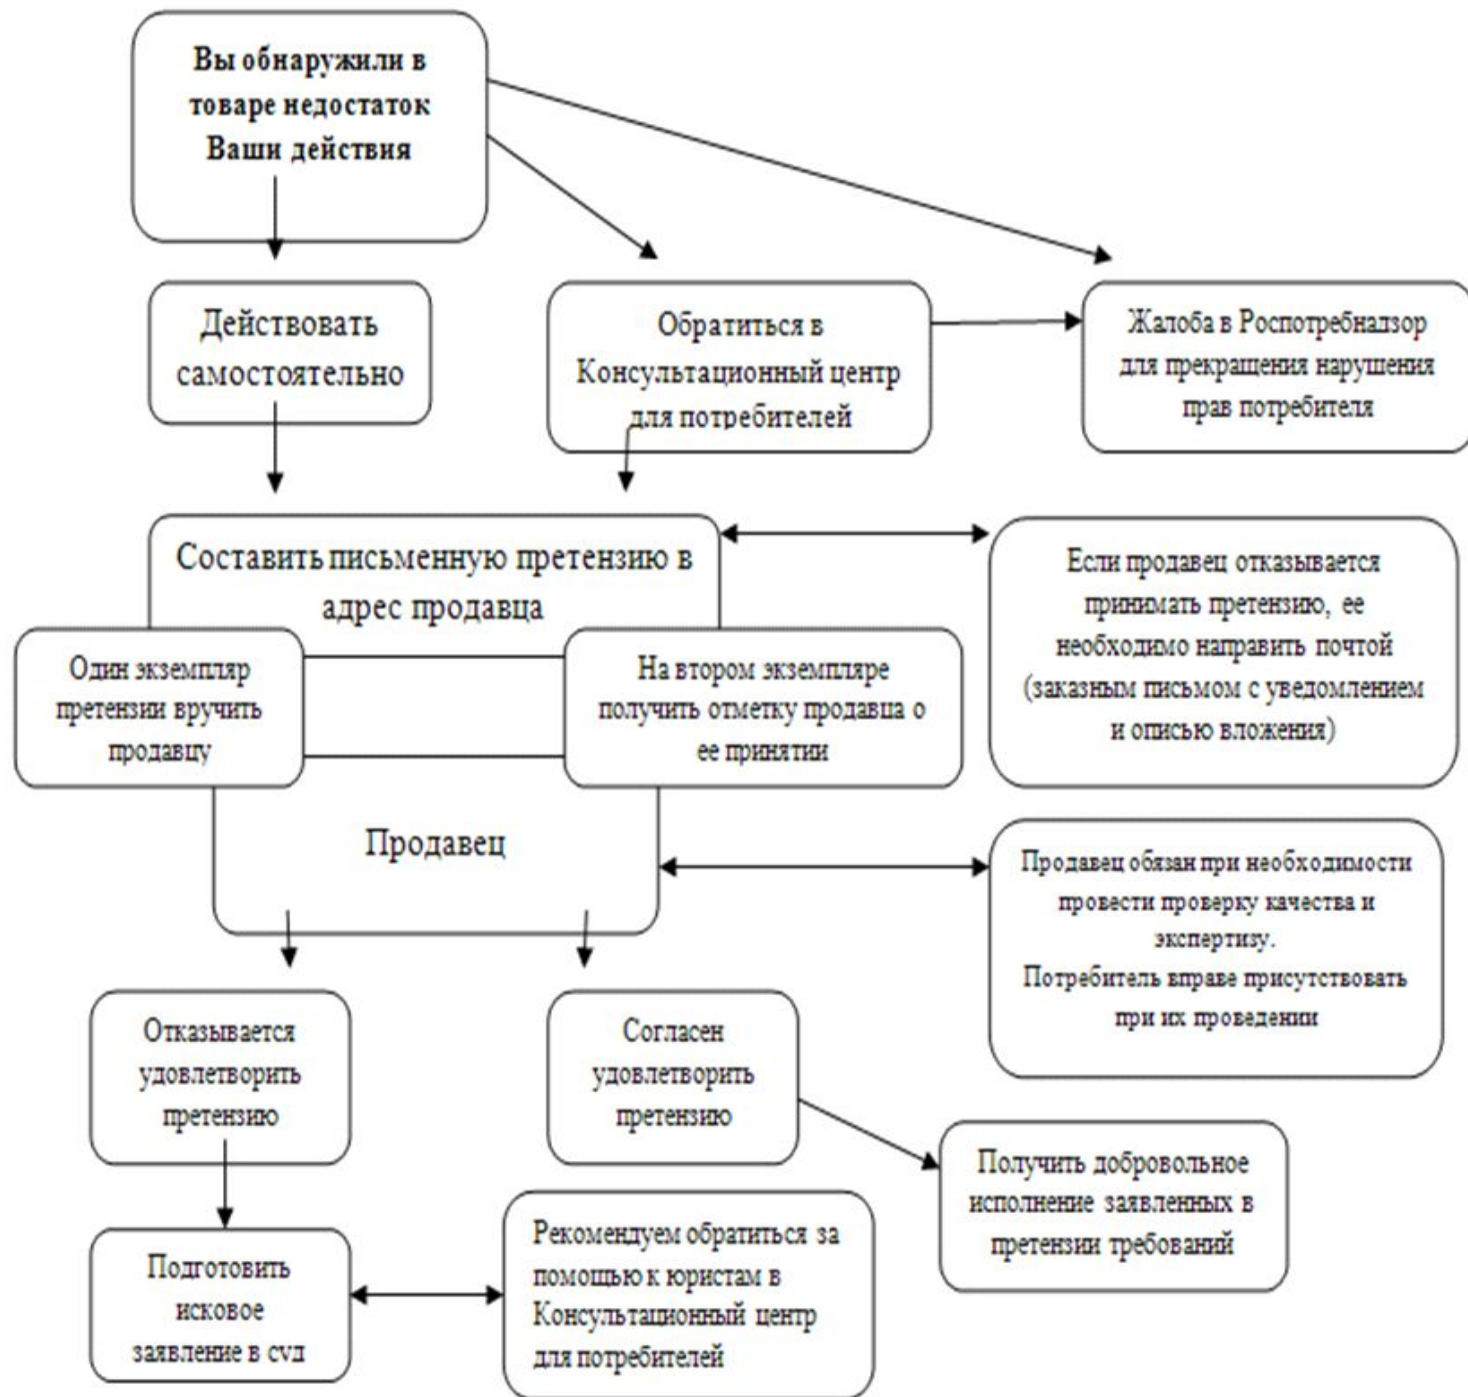 Вы обнаружили в
товаре недостаток
Ваши действия
Действовать
самостоятельно
Обратиться в
Консультационный центр
для потребителей
Жалоба в Роспотребнадзор
для прекращения нарушения
прав потребителя
Составить письменную претензию в
адрес продавца
Если продавец отказывается
принимать претензию, ее
необходимо направить почтой
(заказным письмом с уведомлением
и описью вложения)
Один экземпляр
претензии вручить
продавцу
На втором экземпляре
получить отметку продавца о
ее принятии
Продавец
Продавец обязан при необходимости
провести проверку качества и
экспертизу.
Потребитель вправе присутствовать
при их проведении
Отказывается
удовлетворить
претензию
Согласен
удовлетворить
претензию
Получить добровольное
исполнение заявленных в
претензии требований
Подготовить
исковое
заявление в суд
Рекомендуем обратиться за
помощью к юристам в
Консультационный центр
для потребителей